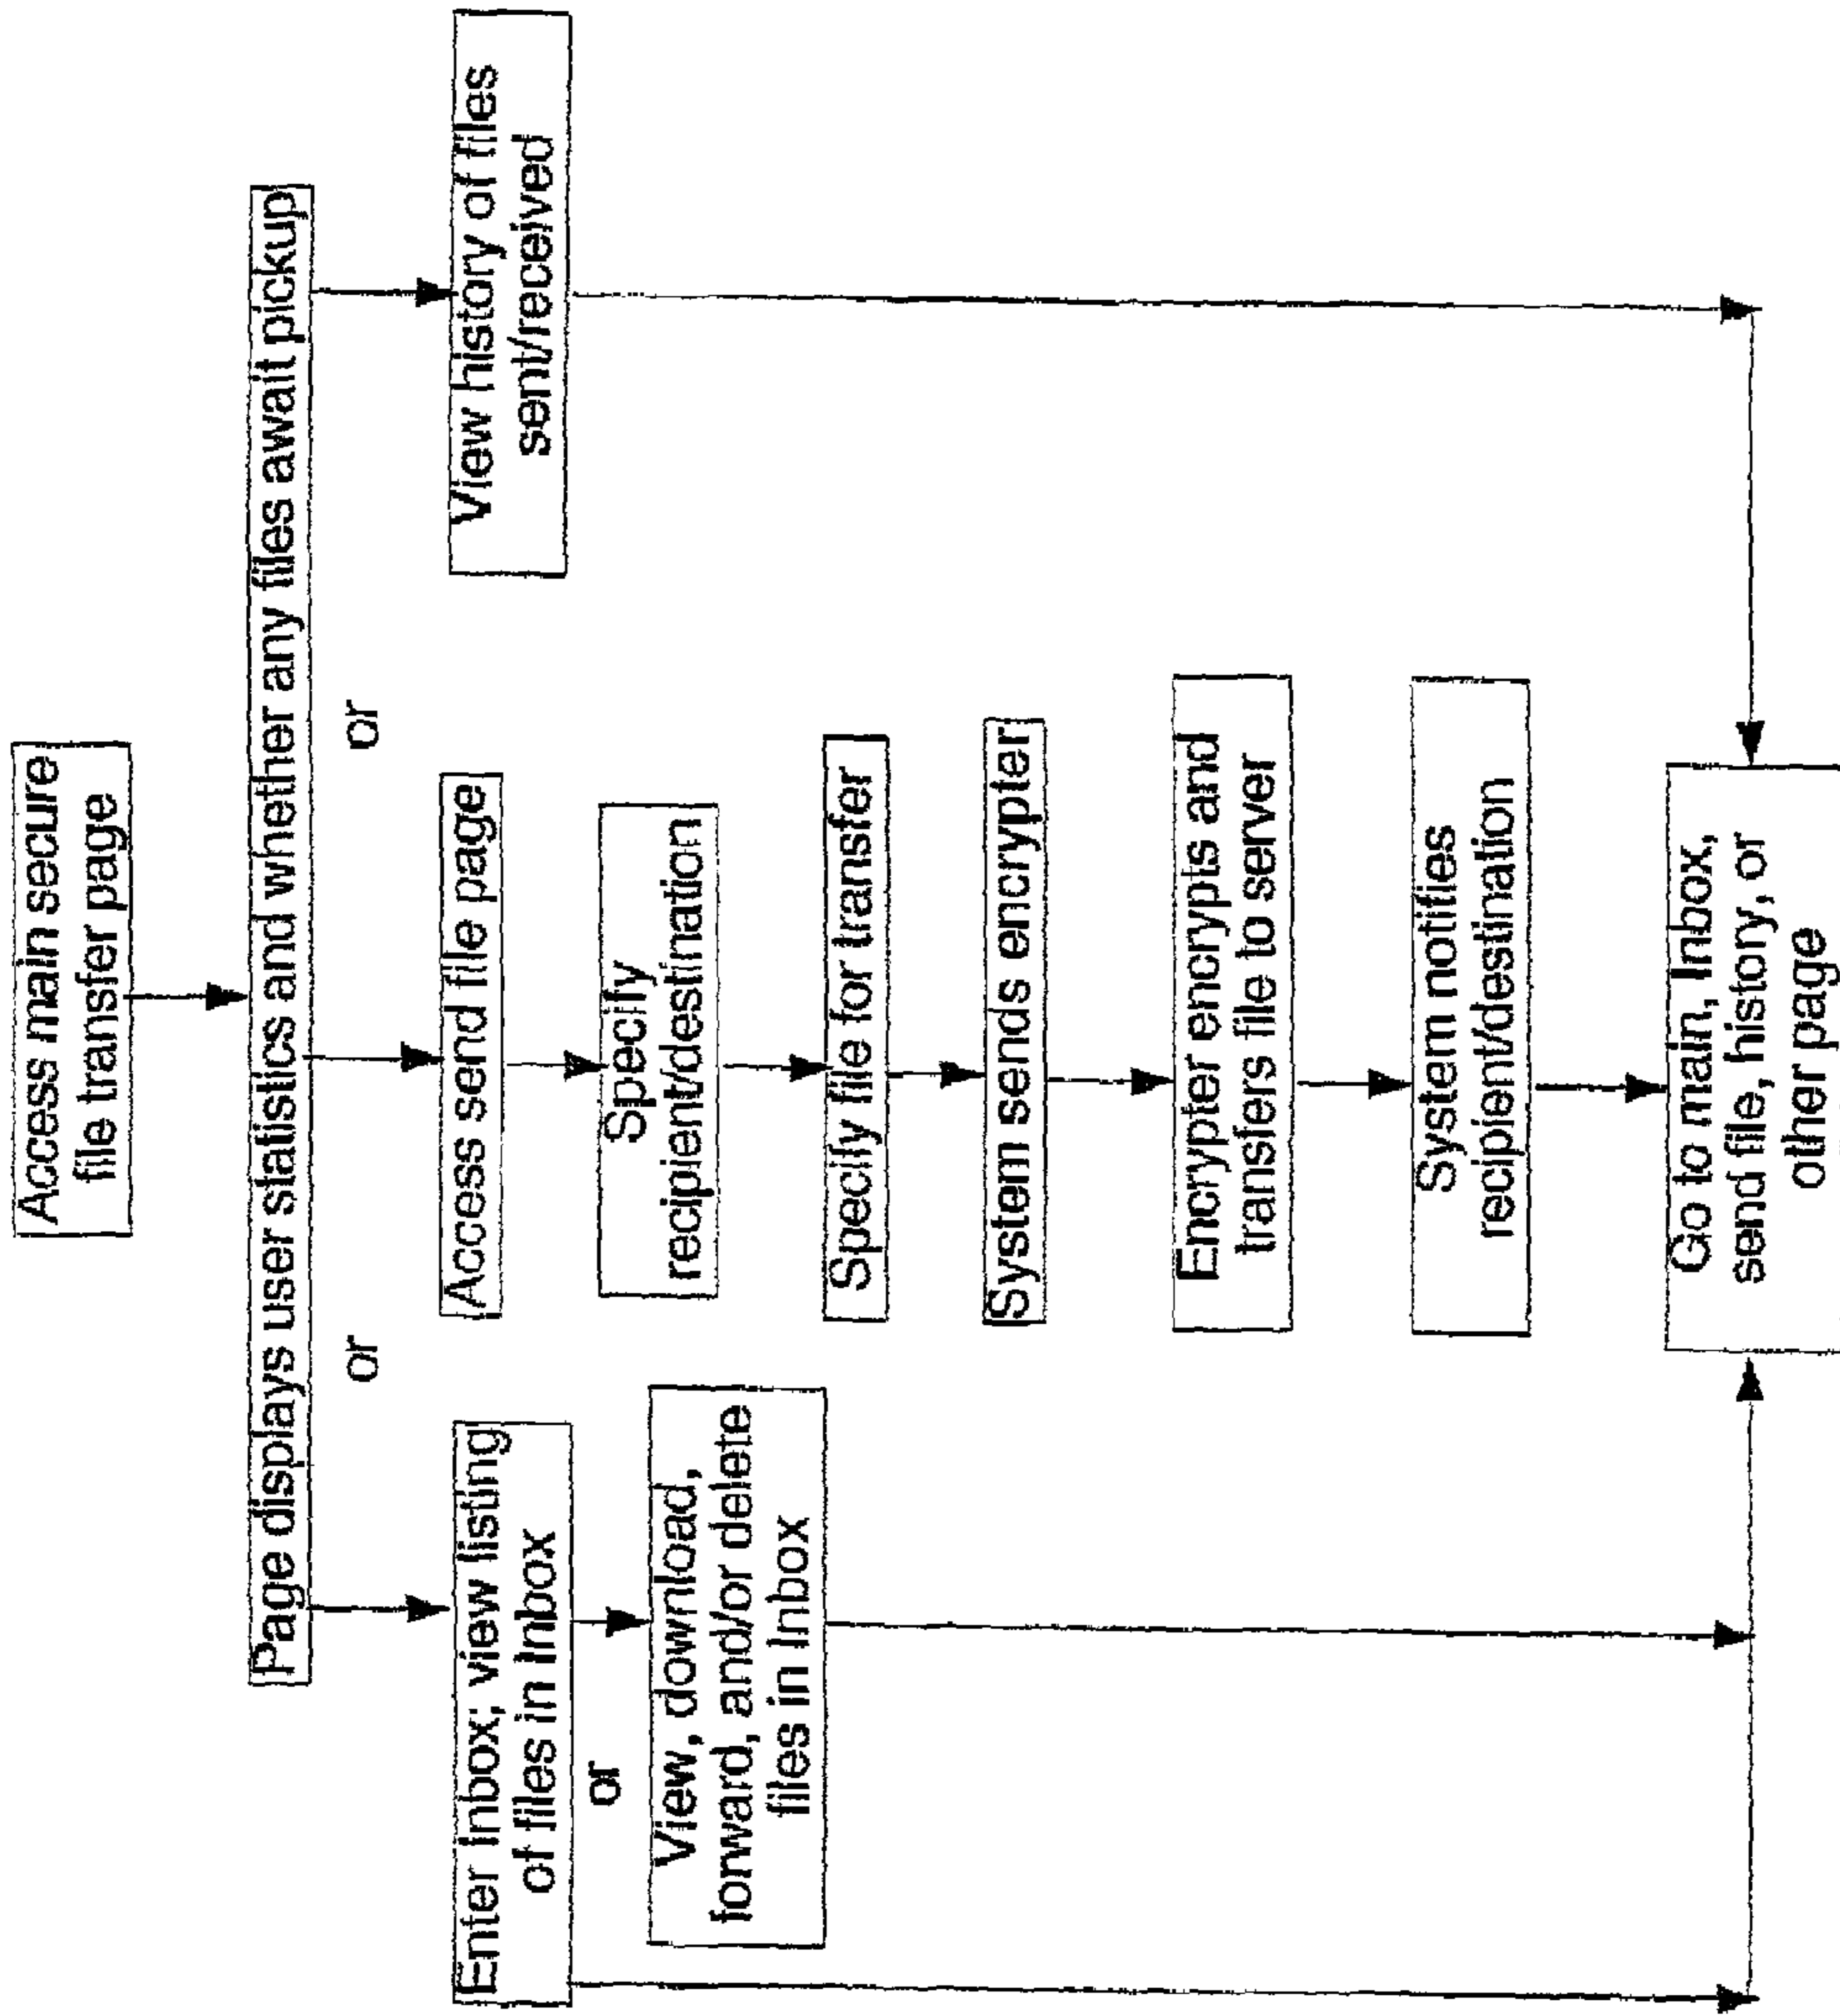 Access main secure
file transfer page
Page displays user statistics and whether any files await pickup
or
or
Enter Inbox; view listing
of files in Inbox
or
View, download,
forward, and/or delete
files in Inbox
Access send file page
Specify
recipient/destination
Specify file for transfer
System sends encrypter
Encrypter encrypts and
transfers file to server
System notifies
recipient/destination
View history of files
sent/received
Go to main, Inbox,
send file, history, or
other page